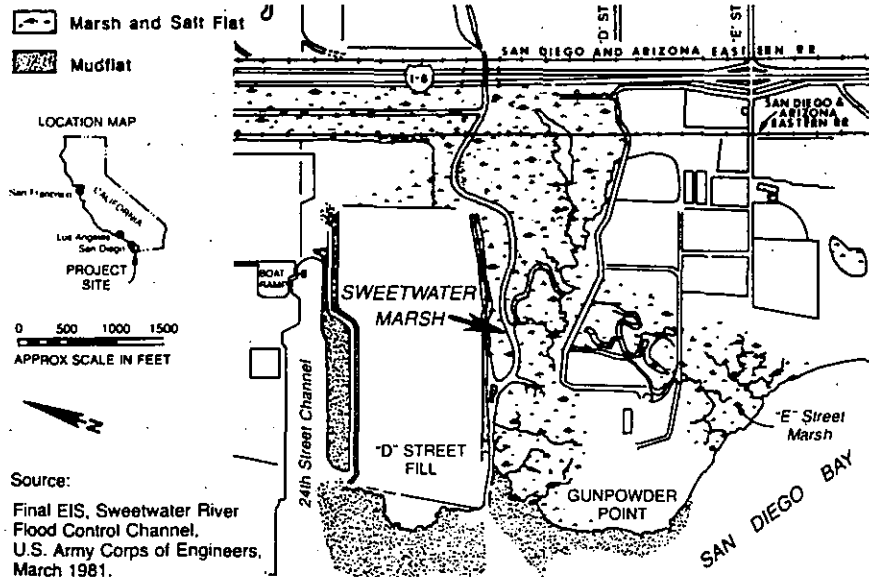 Marsh and Salt Flat
Mudflat
LOCATION MAP
San Francisco
CALIFORNIA
Los Angeles
San Diego
PROJECT
SITE
0 500 1000 1500
APPROX SCALE IN FEET
N
Source:
Final EIS, Sweetwater River
Flood Control Channel,
U.S. Army Corps of Engineers,
March 1981.
"D" ST
"E" ST
SAN DIEGO AND ARIZONA EASTERN RR
SAN DIEGO &
ARIZONA
EASTERN RR
BOAT
RAMP
SWEETWATER
MARSH
24th Street Channel
"D" STREET
FILL
GUNPOWDER
POINT
"E" Street
Marsh
SAN DIEGO BAY